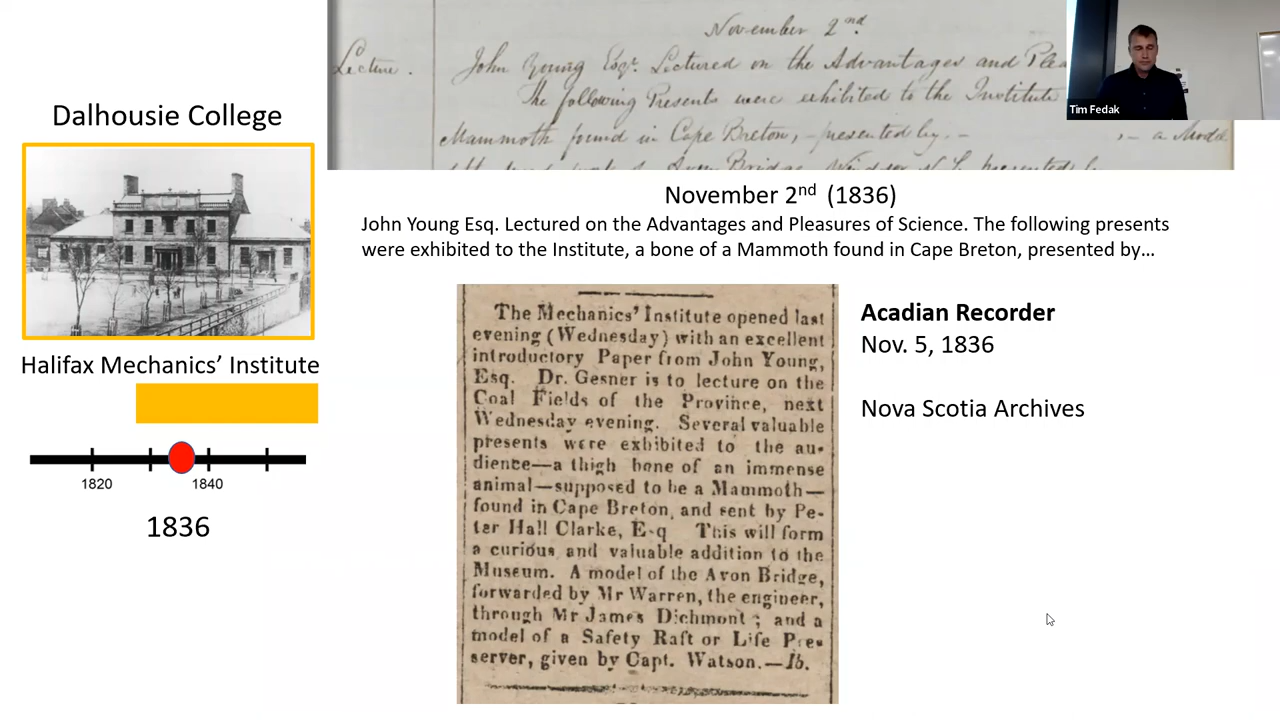 November 2nd.
Lecture. John Young Esqr. Lectured on the Advantages and
The following Presents were exhibited to the Institute
Mammoth found in Cape Breton, - presented by. -
Avon Bridge, Windsor N.S. presented by
Tim Fedak
Dalhousie College
Halifax Mechanics' Institute
1820 1840
1836
November 2nd (1836)
John Young Esq. Lectured on the Advantages and Pleasures of Science. The following presents
were exhibited to the Institute, a bone of a Mammoth found in Cape Breton, presented by…
The Mechanics' Institute opened last
evening (Wednesday) with an excellent
introductory Paper from John Young,
Esq. Dr. Gesner is to lecture on the
Coal Fields of the Province, next
Wednesday evening. Several valuable
presents were exhibited to the au-
dience—a thigh bone of an immense
animal—supposed to be a Mammoth—
found in Cape Breton, and sent by Pe-
ter Hall Clarke, E-q This will form
a curious and valuable addition to the
Museum. A model of the Avon Bridge,
forwarded by Mr Warren, the engineer,
through Mr James Dichmont ; and a
model of a Safety Raft or Life Pre-
server, given by Capt. Watson.—Ib.
Acadian Recorder
Nov. 5, 1836
Nova Scotia Archives